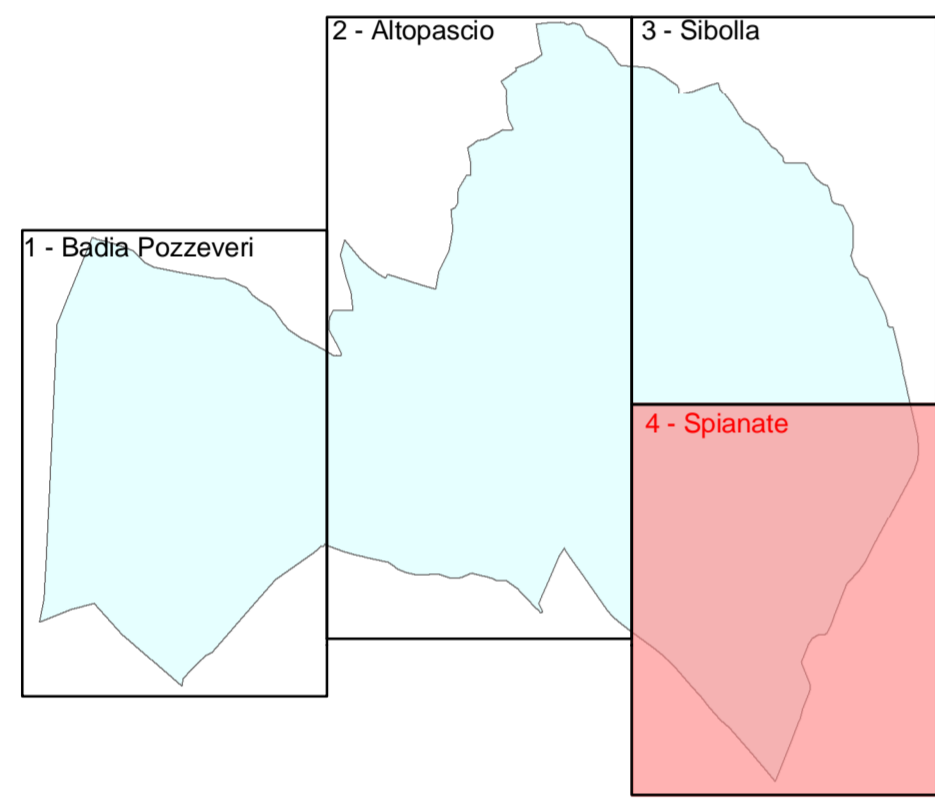 2 - Altopascio
3 - Sibolla
1 - Badia Pozzeveri
4 - Spianate